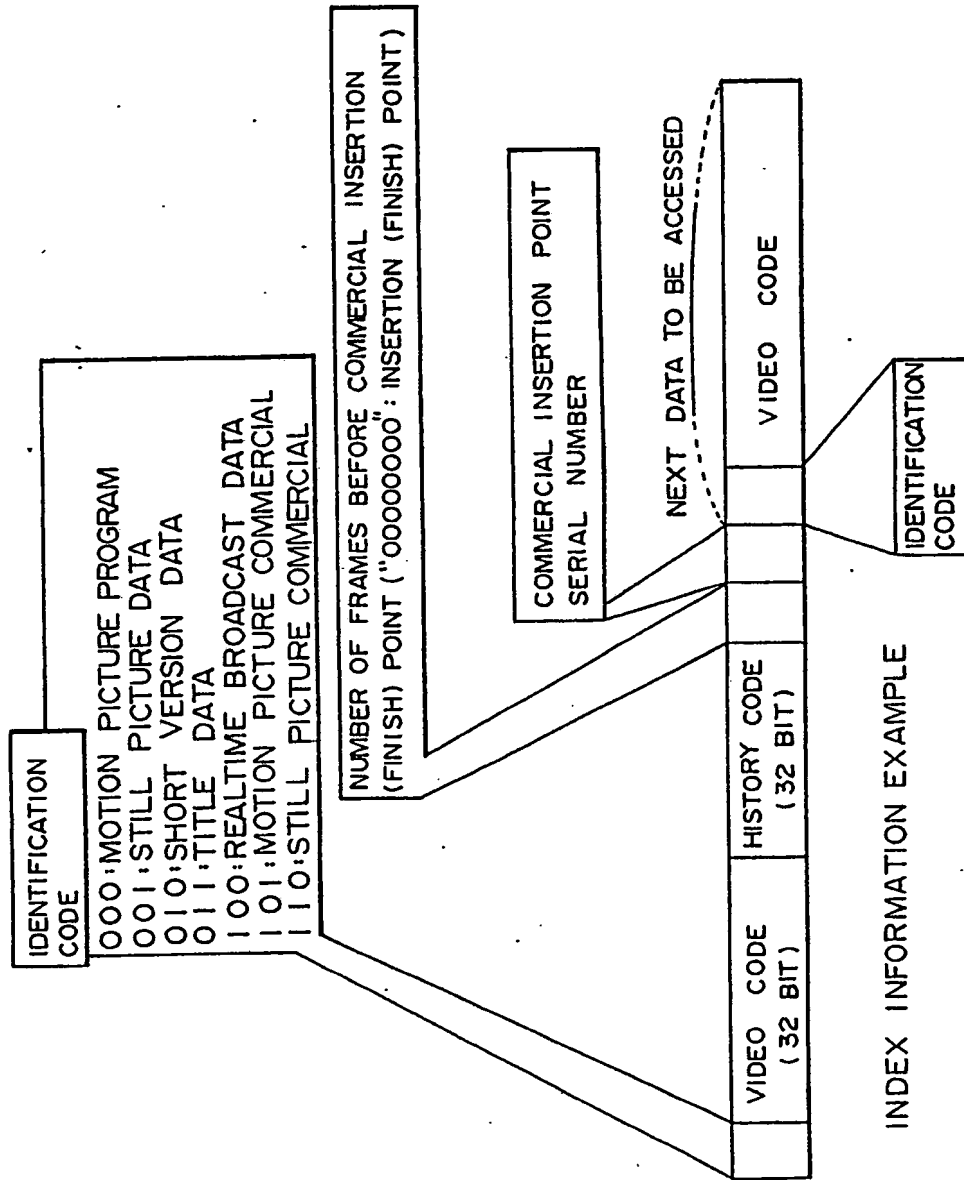 IDENTIFICATION
CODE
000:MOTION PICTURE PROGRAM
001:STILL PICTURE DATA
010:SHORT VERSION DATA
011:TITLE DATA
100:REALTIME BROADCAST DATA
101:MOTION PICTURE COMMERCIAL
110:STILL PICTURE COMMERCIAL
NUMBER OF FRAMES BEFORE COMMERCIAL INSERTION
(FINISH) POINT ("0000000": INSERTION (FINISH) POINT)
COMMERCIAL INSERTION POINT
SERIAL NUMBER
NEXT DATA TO BE ACCESSED
VIDEO CODE
(32 BIT)
HISTORY CODE
(32 BIT)
VIDEO CODE
IDENTIFICATION
CODE
INDEX INFORMATION EXAMPLE